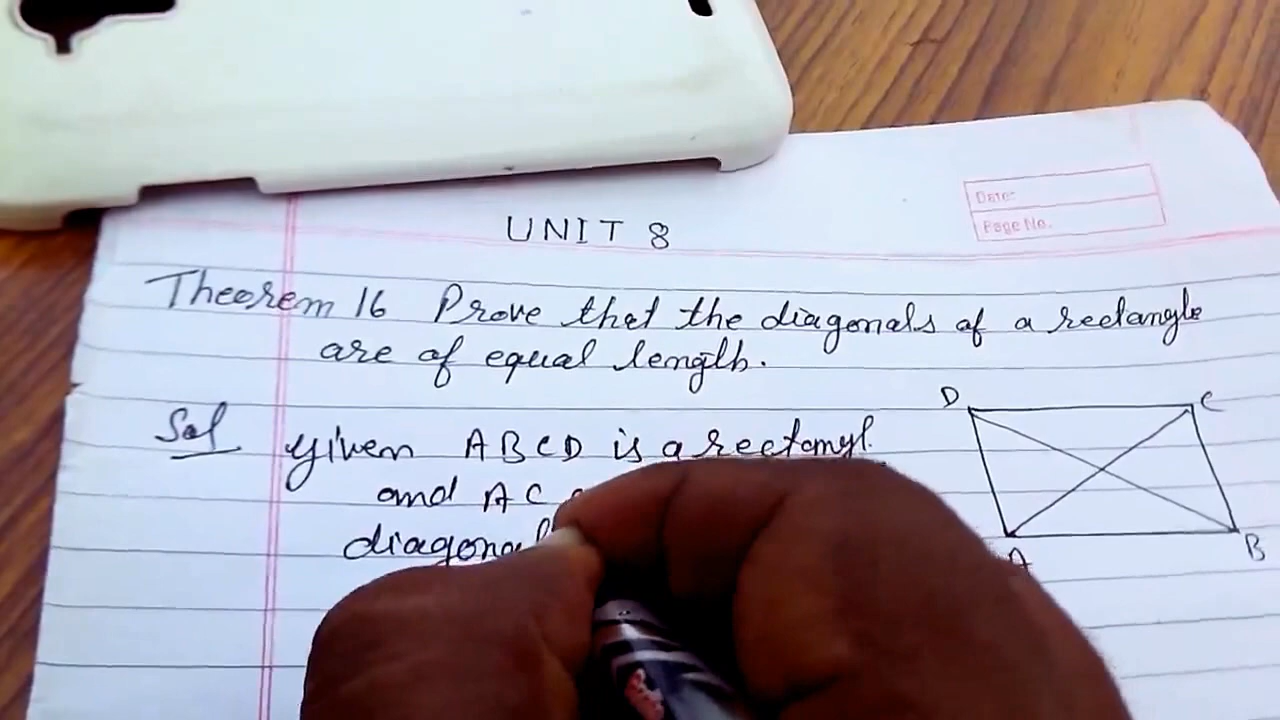 UNIT 8
Date:
Page No.
Theorem 16 Prove that the diagonals of a rectangle
are of equal length.
Sol given ABCD is a rectangl
and AC
diagonal
D C
A B